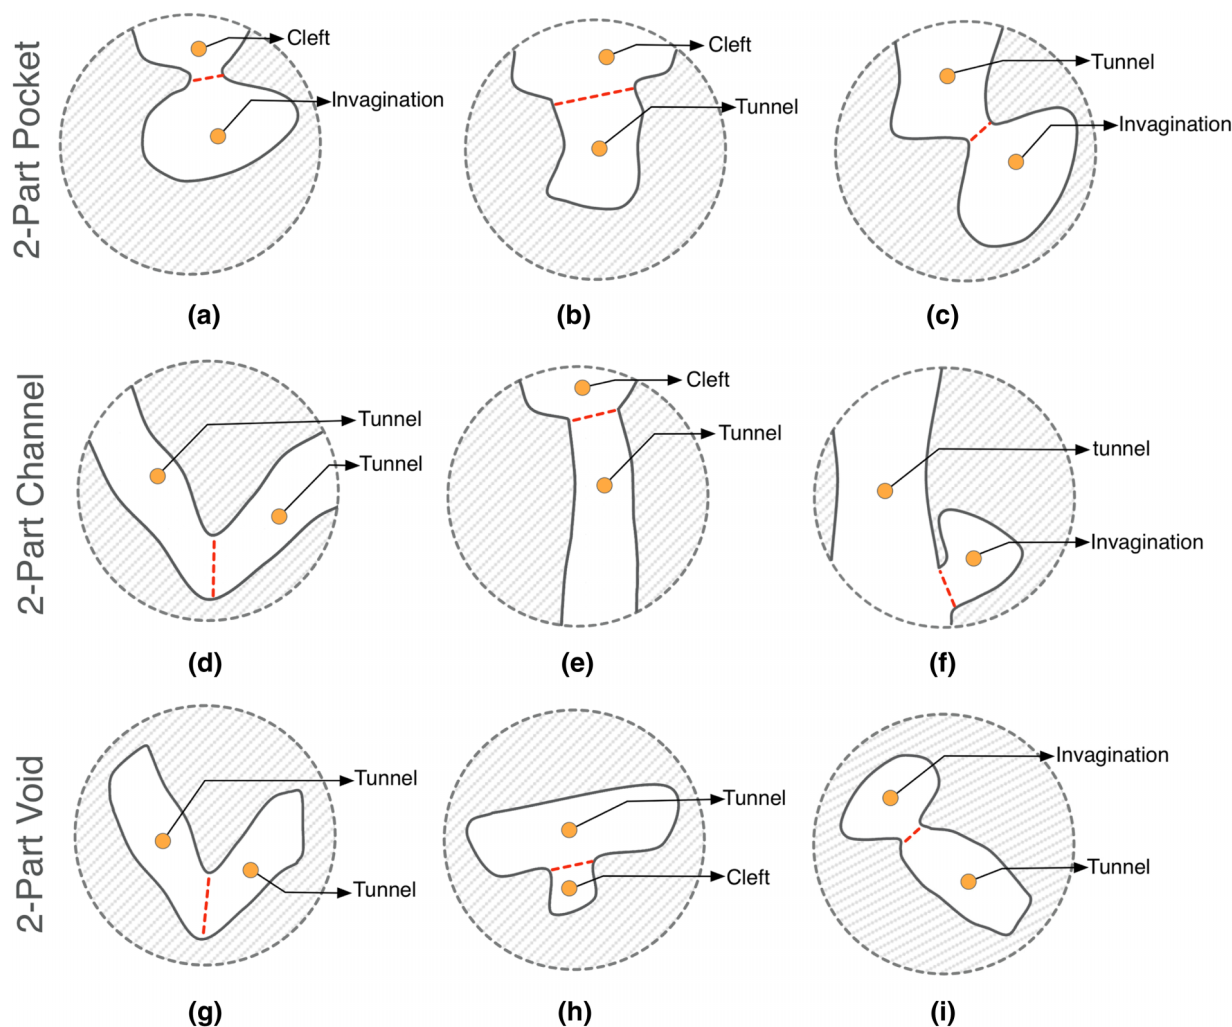 2-Part Pocket
Cleft
Invagination
Cleft
Tunnel
Tunnel
Invagination
(a)
(b)
(c)
2-Part Channel
Tunnel
Tunnel
Cleft
Tunnel
tunnel
Invagination
(d)
(e)
(f)
2-Part Void
Tunnel
Tunnel
Tunnel
Cleft
Invagination
Tunnel
(g)
(h)
(i)